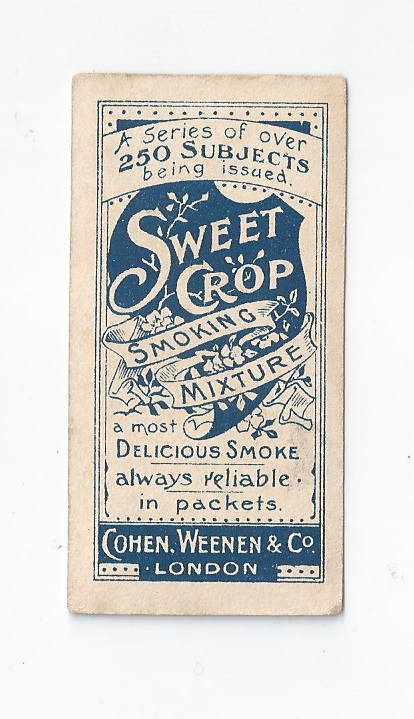 A Series of over
250 SUBJECTS
being issued.
SWEET
CROP
SMOKING
MIXTURE
a most
DELICIOUS SMOKE
always reliable.
in packets.
COHEN, WEENEN & Co.
LONDON